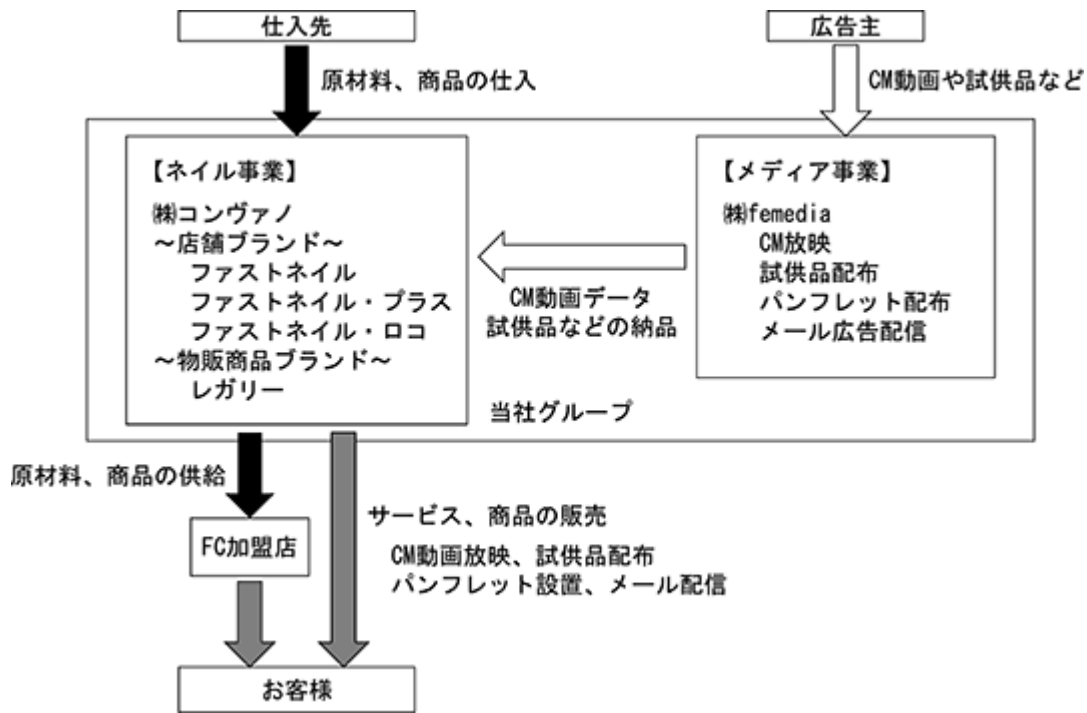 仕入先
広告主
原材料、商品の仕入
CM動画や試供品など
【ネイル事業】
㈱コンヴァノ
～店舗ブランド～
ファストネイル
ファストネイル・プラス
ファストネイル・ロコ
～物販商品ブランド～
レガリー
CM動画データ
試供品などの納品
【メディア事業】
㈱femedia
CM放映
試供品配布
パンフレット配布
メール広告配信
当社グループ
原材料、商品の供給
FC加盟店
サービス、商品の販売
CM動画放映、試供品配布
パンフレット設置、メール配信
お客様